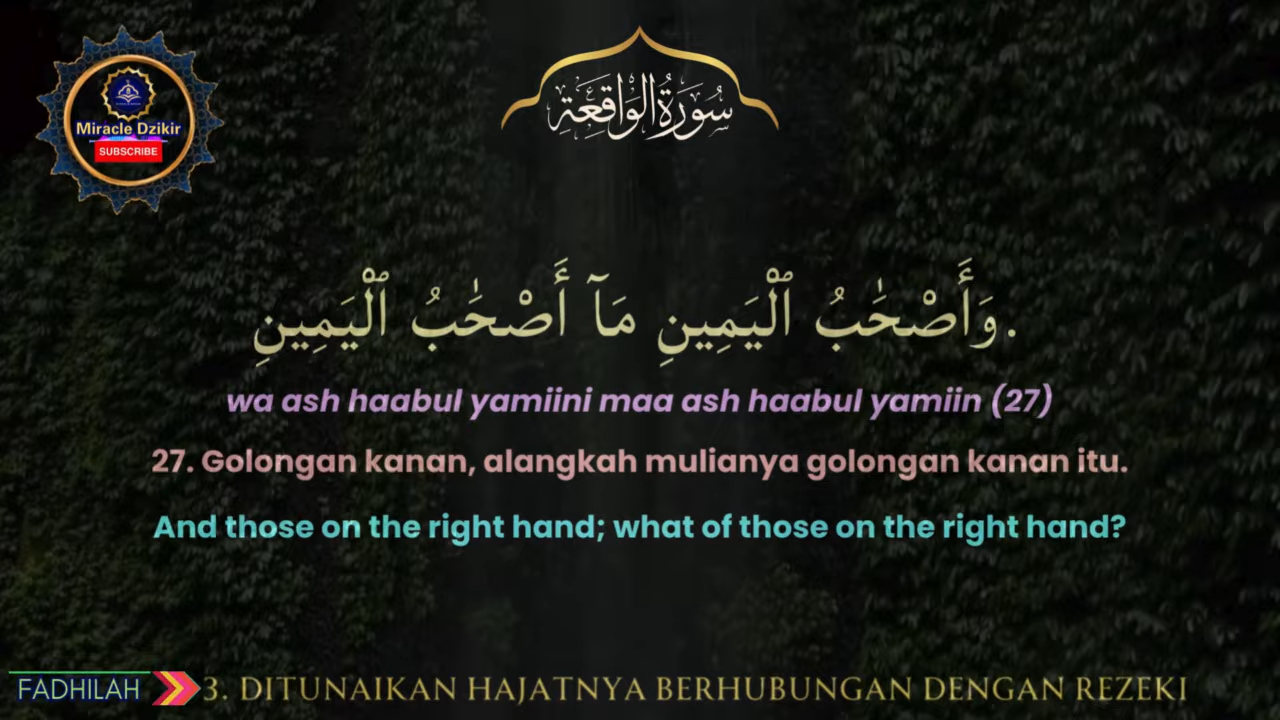 سُورَةُ الْوَاقِعَةِ
Miracle Dzikir
SUBSCRIBE
وَأَصْحَٰبُ ٱلْيَمِينِ مَآ أَصْحَٰبُ ٱلْيَمِينِ.
wa ash haabul yamiini maa ash haabul yamiin (27)
27. Golongan kanan, alangkah mulianya golongan kanan itu.
And those on the right hand; what of those on the right hand?
FADHILAH 3. DITUNAIKAN HAJATNYA BERHUBUNGAN DENGAN REZEKI